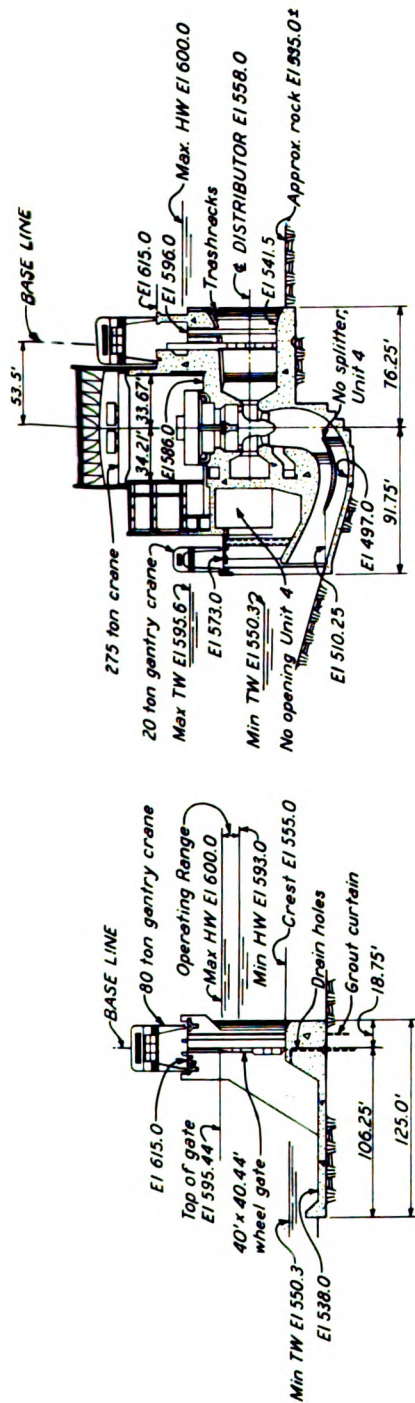 BASE LINE
80 ton gantry crane
El 615.0
Top of gate
El 595.44
40' x 40.44'
wheel gate
Operating Range
Max HW El 600.0
Min HW El 593.0
Crest El 555.0
Drain holes
Grout curtain
18.75'
106.25'
125.0'
Min TW El 550.3
El 538.0
53.5'
BASE LINE
275 ton crane
20 ton gantry crane
Max TW El 595.6
El 573.0
34.21'
33.67'
El 586.0
El 615.0
El 596.0
Max. HW El 600.0
Trashracks
℄ DISTRIBUTOR El 558.0
El 541.5
Approx. rock El 535.0±
Min TW El 550.3
No opening Unit 4
El 510.25
El 497.0
No splitter,
Unit 4
91.75'
76.25'